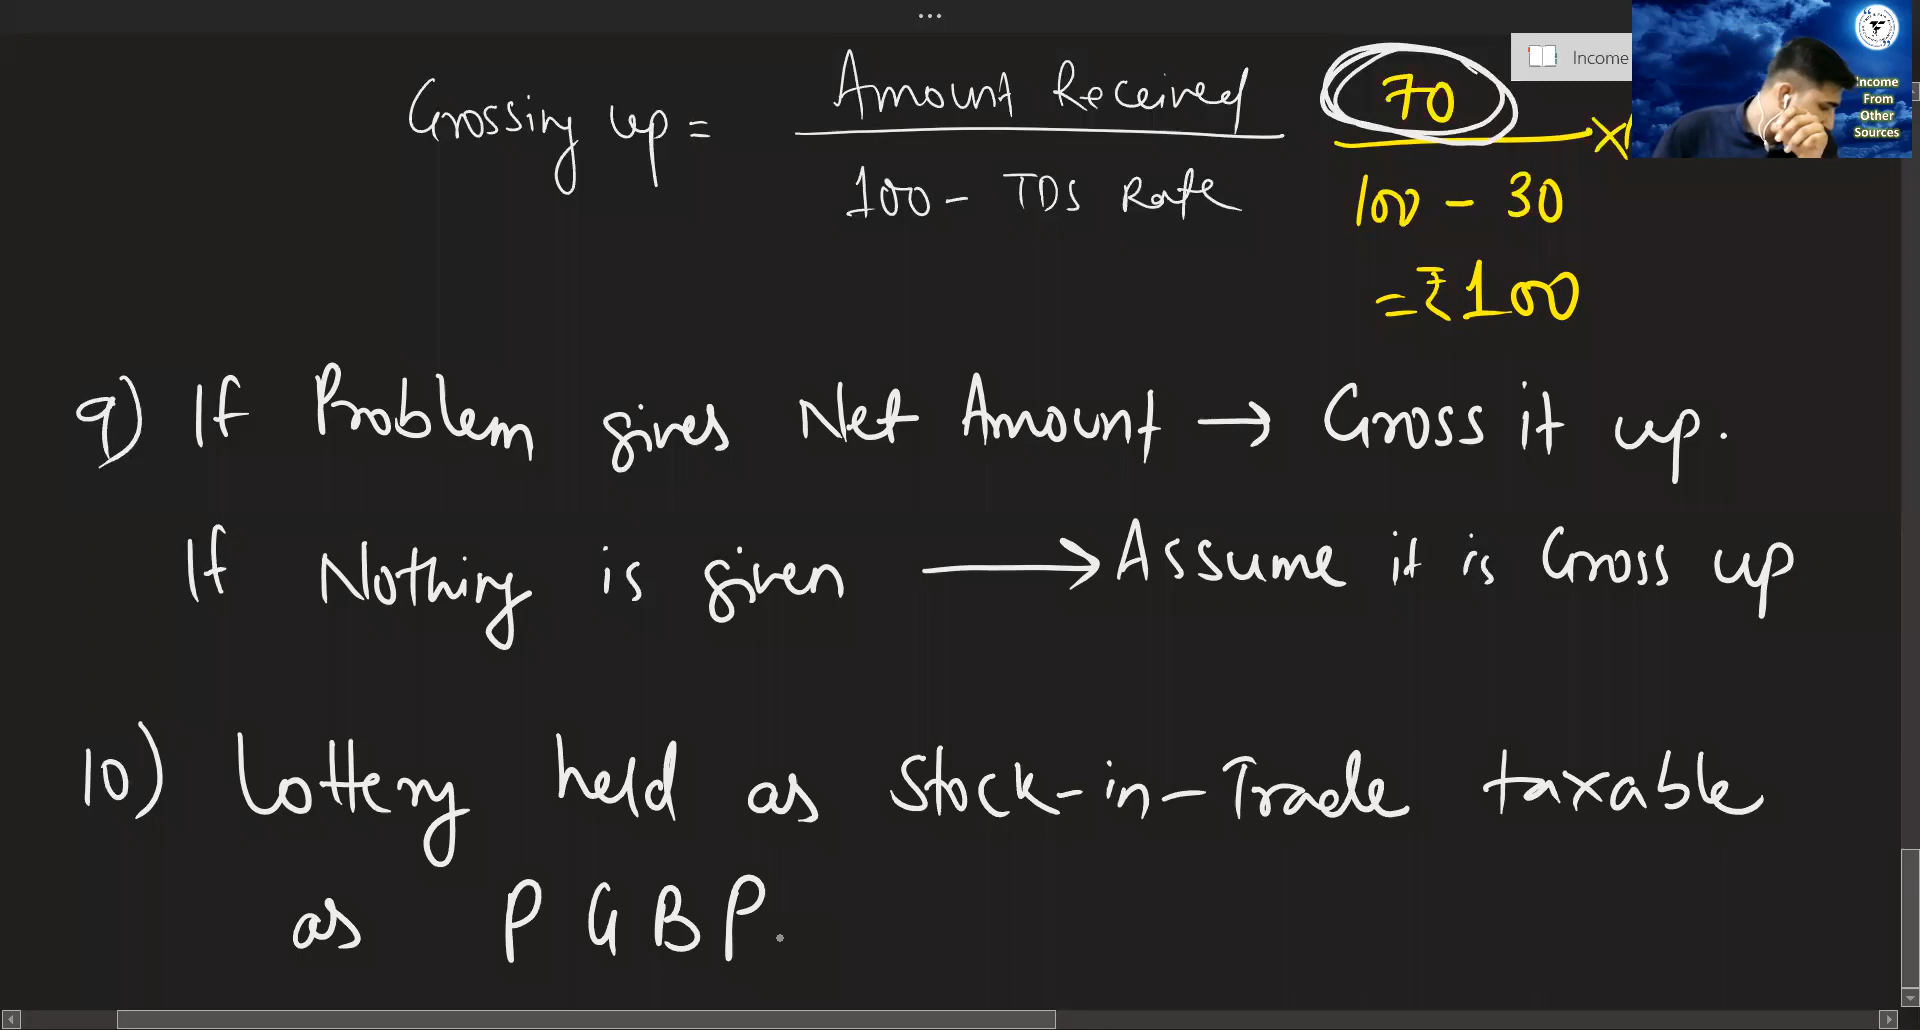 ...
Income
Income
From
Other
Sources
Grossing up = Amount Received
100 - TDS Rate
70 ×
100 - 30
= ₹100
9) If Problem gives Net Amount → Gross it up.
If Nothing is given → Assume it is Gross up
10) Lottery held as Stock-in-Trade taxable
as PGBP.